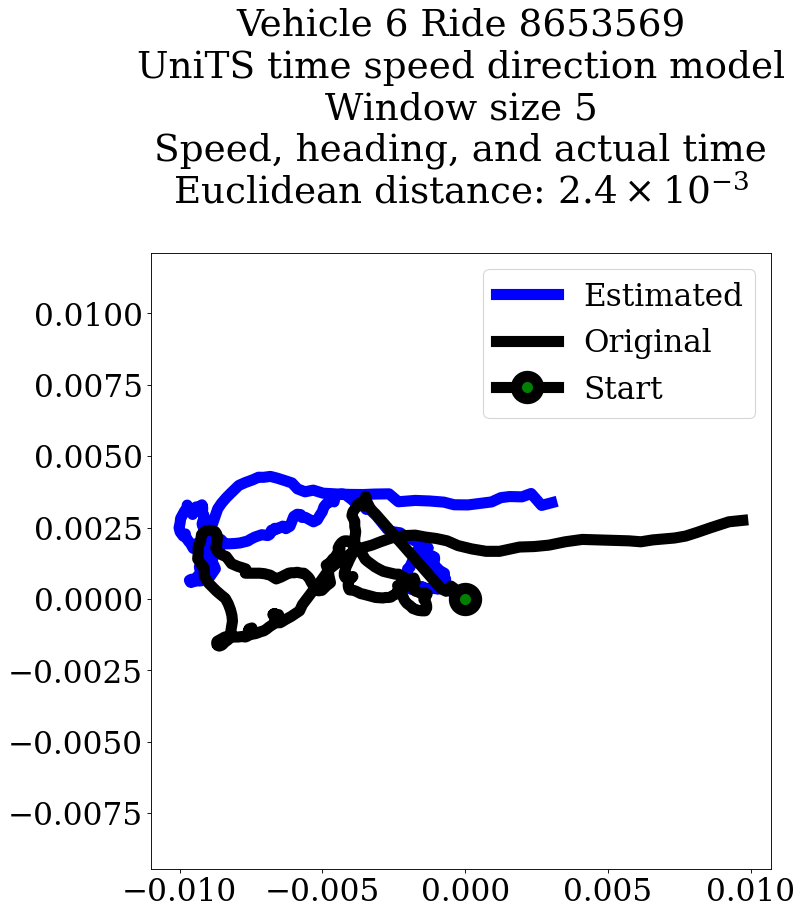 Vehicle 6 Ride 8653569
UniTS time speed direction model
Window size 5
Speed, heading, and actual time
Euclidean distance: 2.4 × 10⁻³
Estimated
Original
Start
0.0100
0.0075
0.0050
0.0025
0.0000
−0.0025
−0.0050
−0.0075
−0.010 −0.005 0.000 0.005 0.010